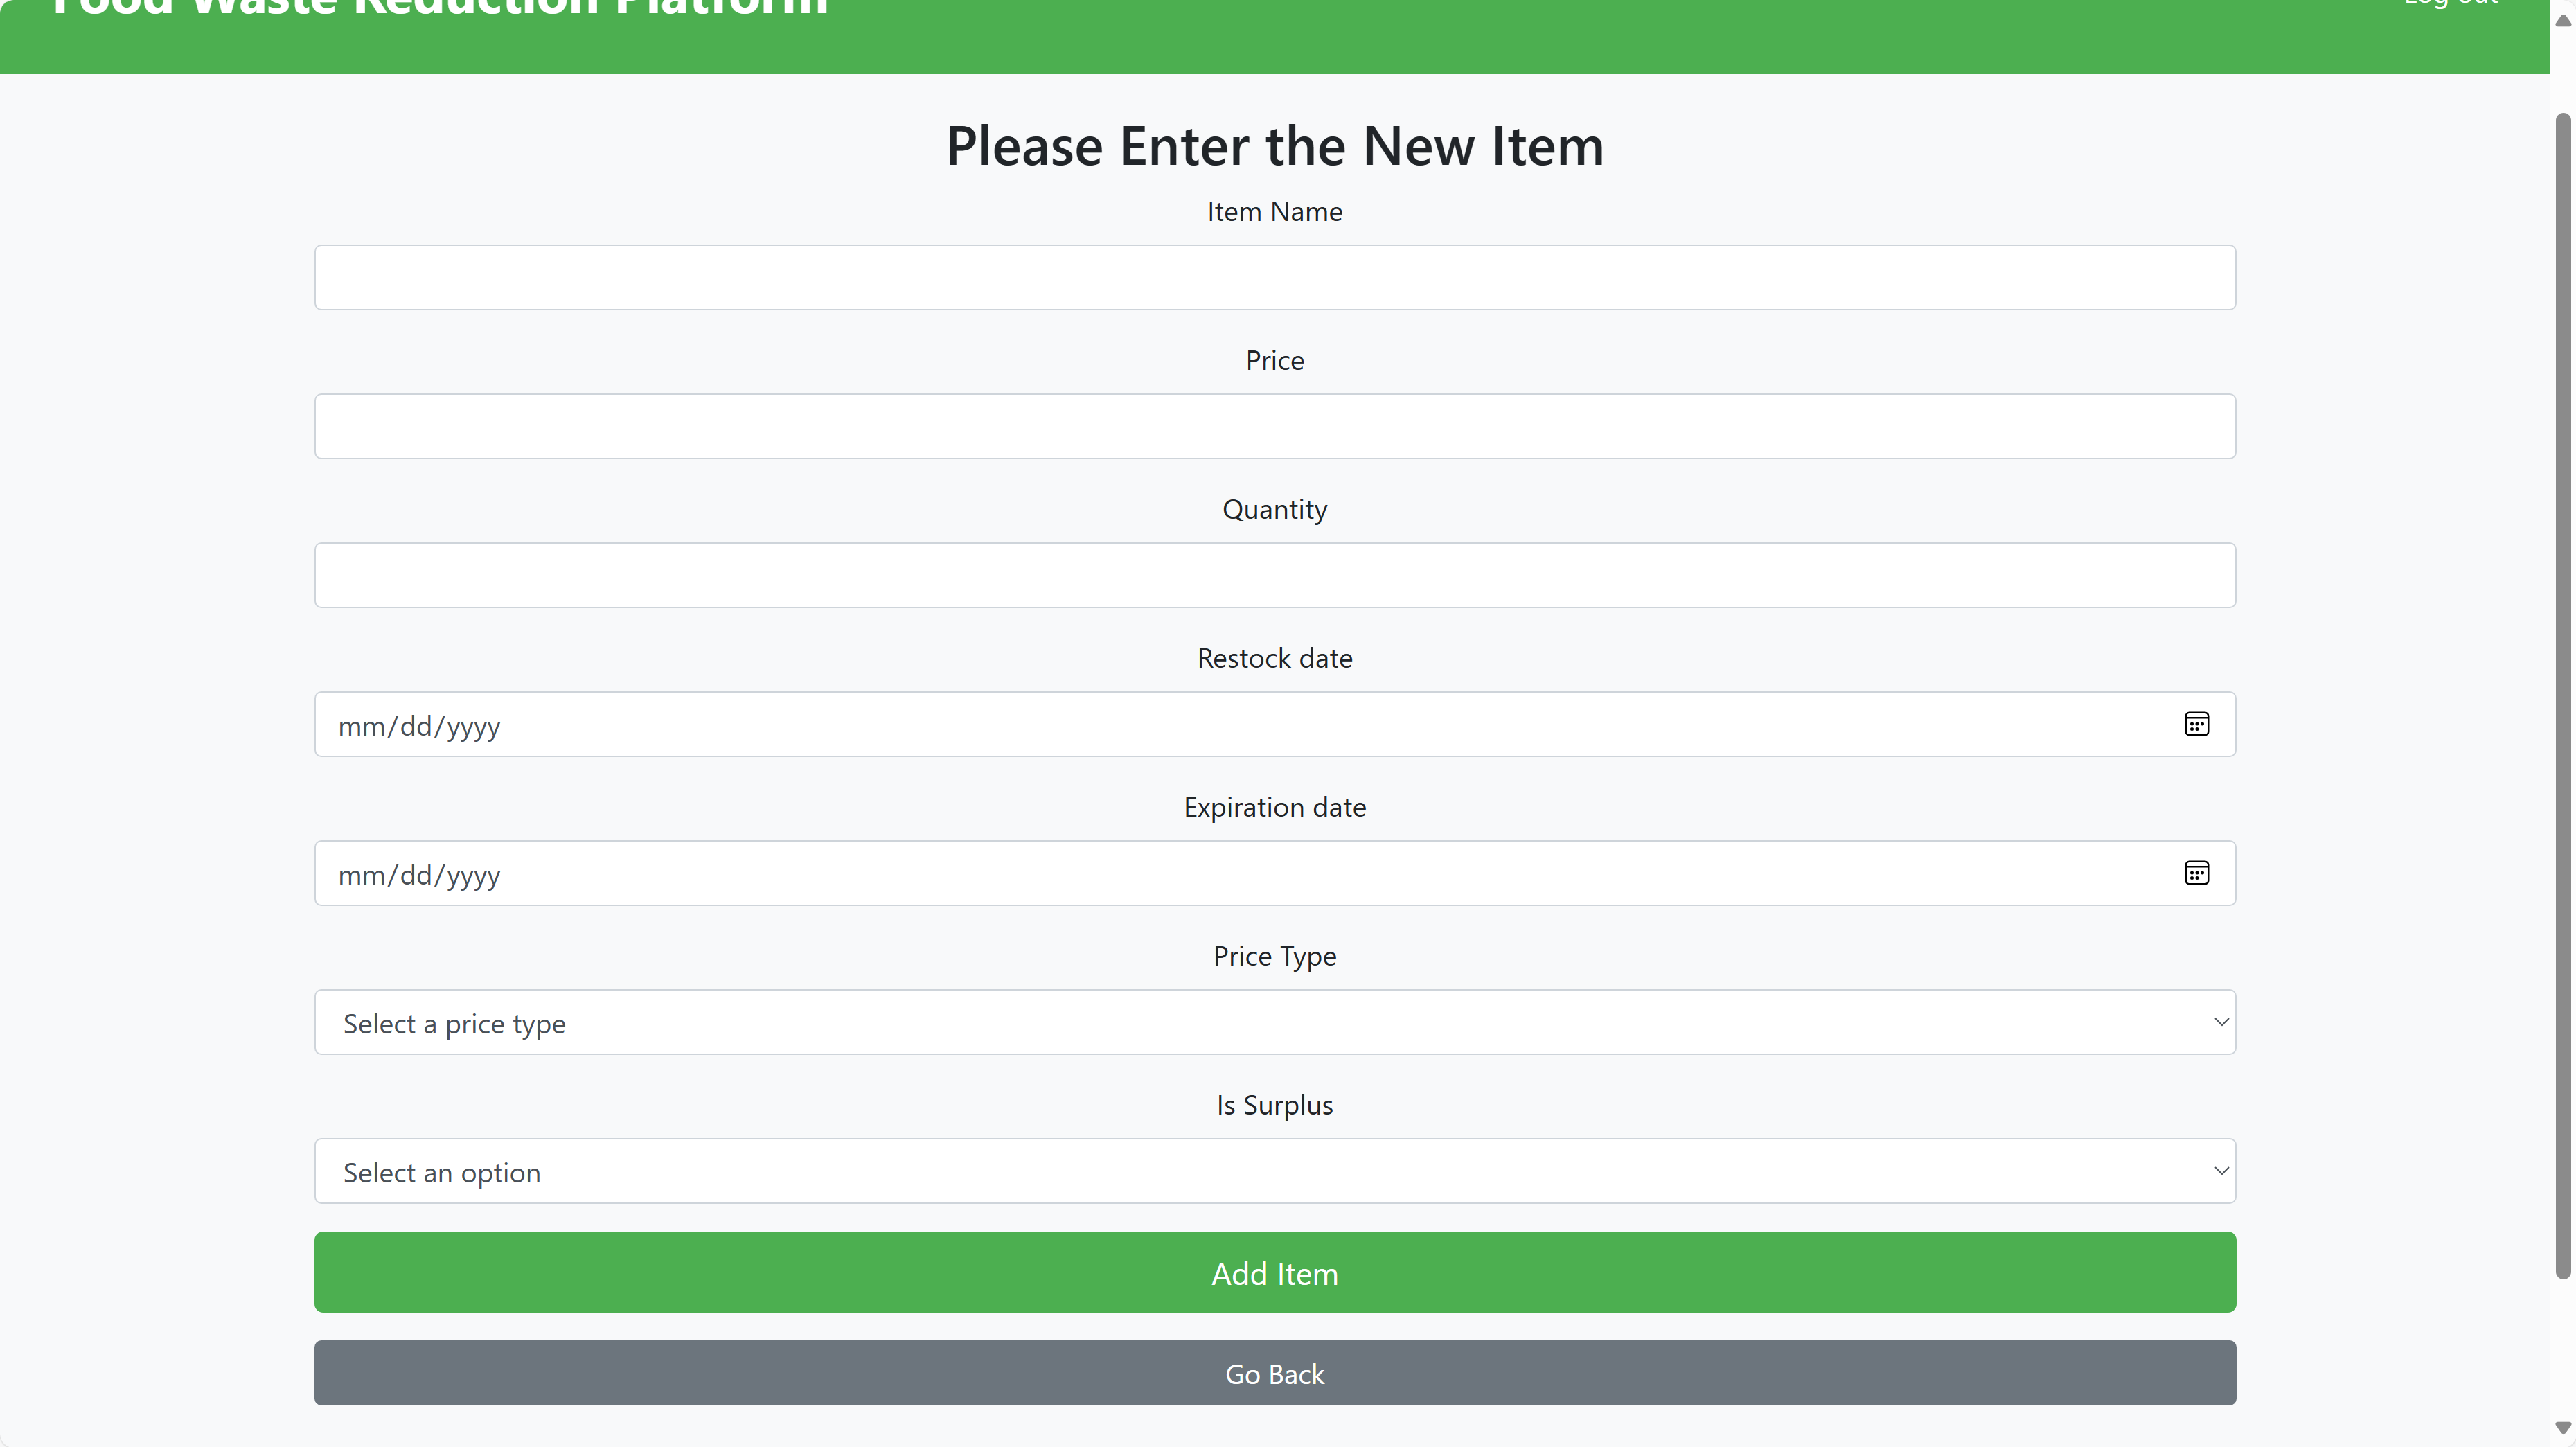 Food Waste Reduction Platform
Log out
Please Enter the New Item
Item Name
Price
Quantity
Restock date
mm/dd/yyyy
Expiration date
mm/dd/yyyy
Price Type
Select a price type
Is Surplus
Select an option
Add Item
Go Back